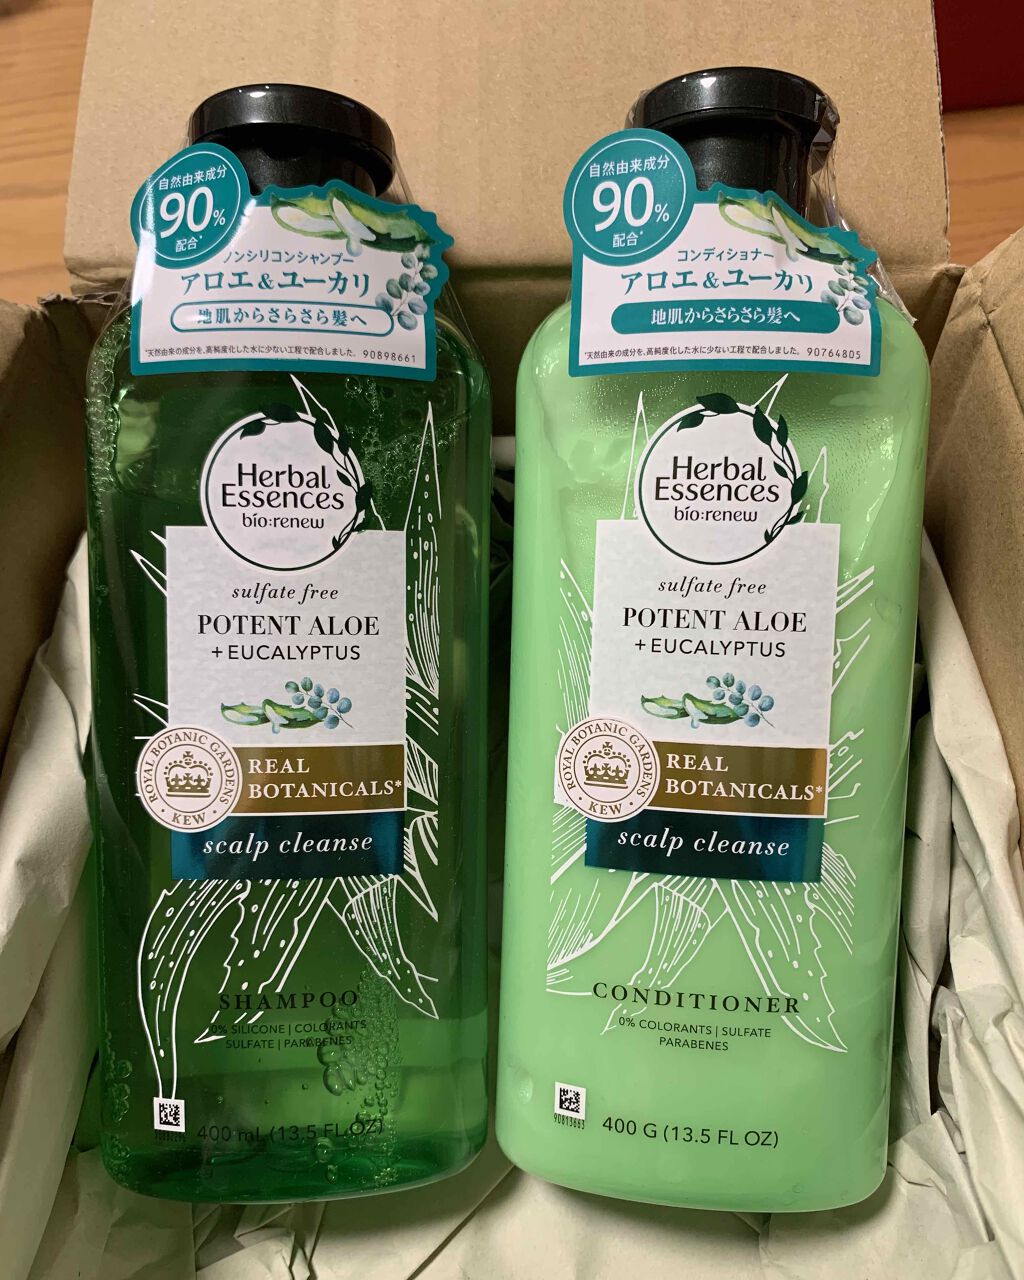 自然由来成分
90%
配合*
ノンシリコンシャンプー
アロエ&ユーカリ
地肌からさらさら髪へ
*天然由来の成分を、高純度化した水に少ない工程で配合しました。 90898661
Herbal
Essences
bío:renew
sulfate free
POTENT ALOE
+EUCALYPTUS
ROYAL BOTANIC GARDENS
• KEW •
REAL
BOTANICALS*
scalp cleanse
SHAMPOO
0% SILICONE | COLORANTS
SULFATE | PARABENES
400 mL (13.5 FL OZ)
自然由来成分
90%
配合*
コンディショナー
アロエ&ユーカリ
地肌からさらさら髪へ
*天然由来の成分を、高純度化した水に少ない工程で配合しました。 90764805
Herbal
Essences
bío:renew
sulfate free
POTENT ALOE
+EUCALYPTUS
ROYAL BOTANIC GARDENS
• KEW •
REAL
BOTANICALS*
scalp cleanse
CONDITIONER
0% COLORANTS | SULFATE
PARABENES
90813883
400 G (13.5 FL OZ)